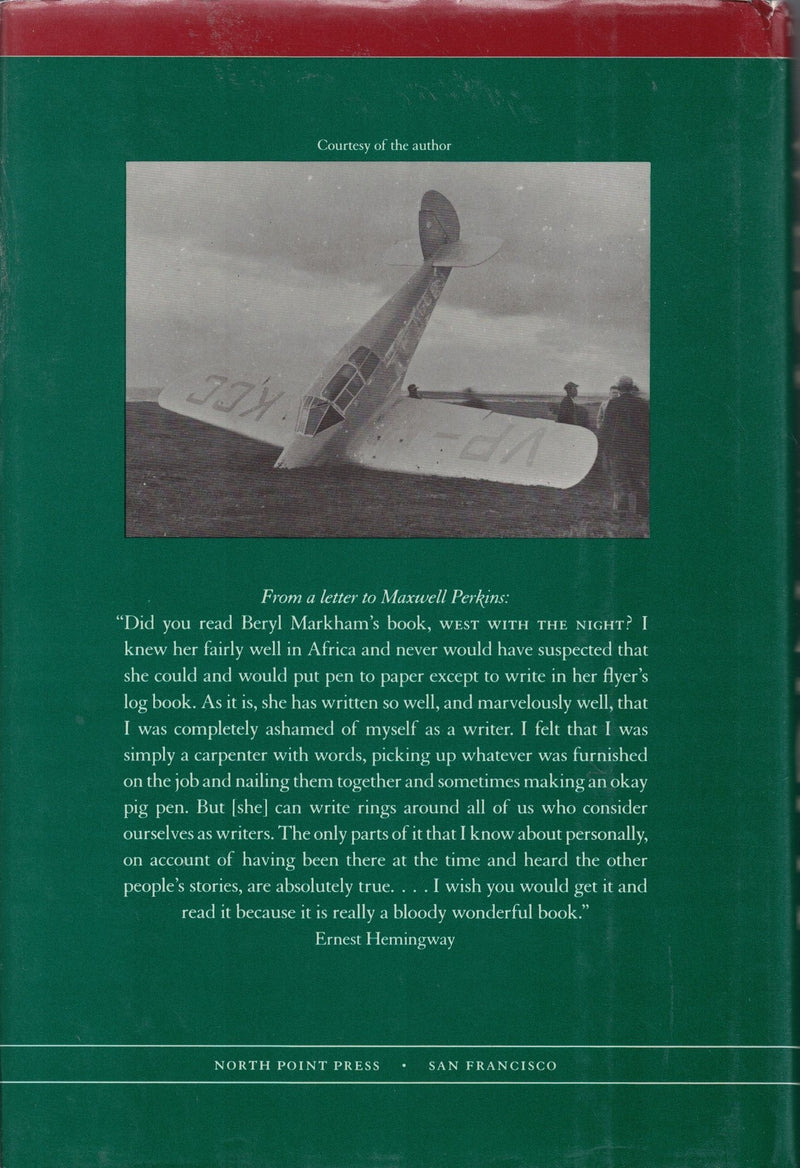 Courtesy of the author
KCC
VP-K
KCC
From a letter to Maxwell Perkins:
“Did you read Beryl Markham’s book, WEST WITH THE NIGHT? I
knew her fairly well in Africa and never would have suspected that
she could and would put pen to paper except to write in her flyer’s
log book. As it is, she has written so well, and marvelously well, that
I was completely ashamed of myself as a writer. I felt that I was
simply a carpenter with words, picking up whatever was furnished
on the job and nailing them together and sometimes making an okay
pig pen. But [she] can write rings around all of us who consider
ourselves as writers. The only parts of it that I know about personally,
on account of having been there at the time and heard the other
people’s stories, are absolutely true. . . . I wish you would get it and
read it because it is really a bloody wonderful book.”
Ernest Hemingway
NORTH POINT PRESS • SAN FRANCISCO